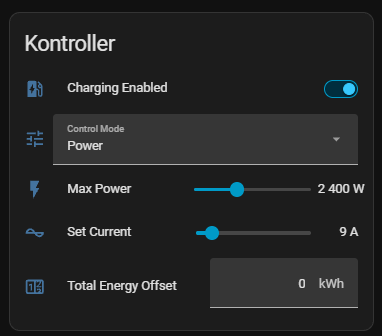 Kontroller
Charging Enabled
Control Mode
Power
Max Power 2 400 W
Set Current 9 A
Total Energy Offset 0 kWh